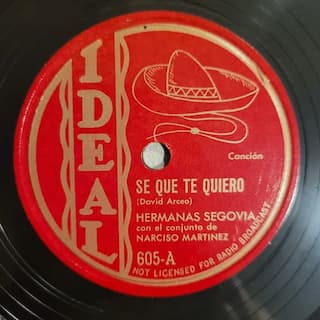 IDEAL
Canción
SE QUE TE QUIERO
(David Arceo)
HERMANAS SEGOVIA
con el conjunto de
NARCISO MARTINEZ
605-A
NOT LICENSED FOR RADIO BROADCAST.